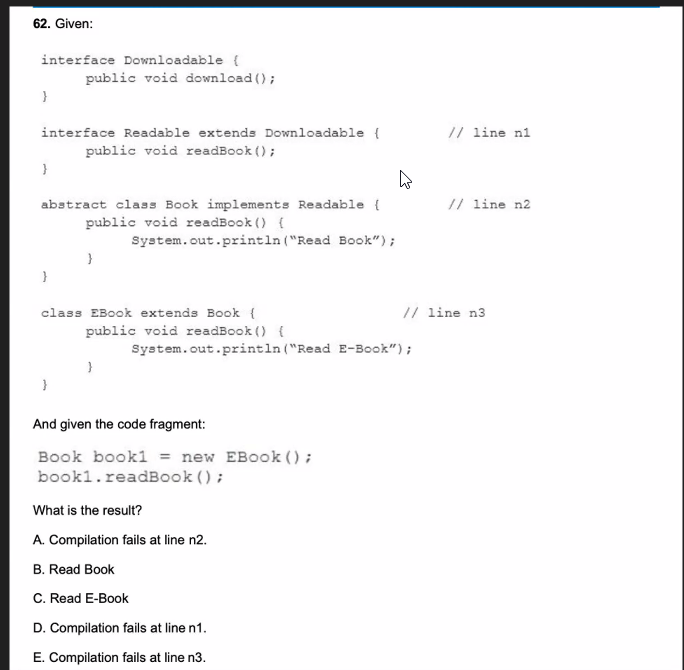 62. Given:
interface Downloadable {
public void download();
}
interface Readable extends Downloadable { // line n1
public void readBook();
}
abstract class Book implements Readable { // line n2
public void readBook() {
System.out.println(“Read Book”);
}
}
class EBook extends Book { // line n3
public void readBook() {
System.out.println(“Read E-Book”);
}
}
And given the code fragment:
Book book1 = new EBook();
book1.readBook();
What is the result?
A. Compilation fails at line n2.
B. Read Book
C. Read E-Book
D. Compilation fails at line n1.
E. Compilation fails at line n3.